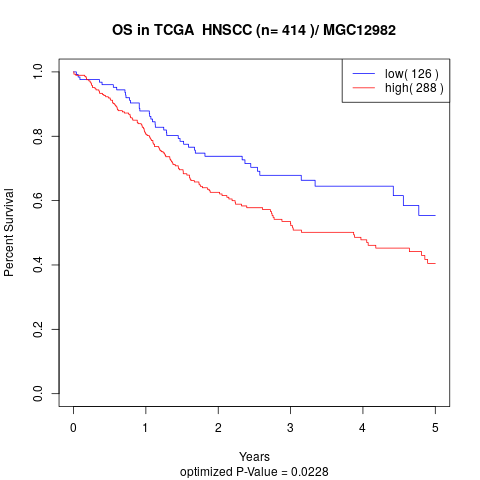 OS in TCGA  HNSCC (n= 414 )/ MGC12982
low( 126 )
high( 288 )
Percent Survival
1.0
0.8
0.6
0.4
0.2
0.0
0 1 2 3 4 5
Years
optimized P-Value = 0.0228